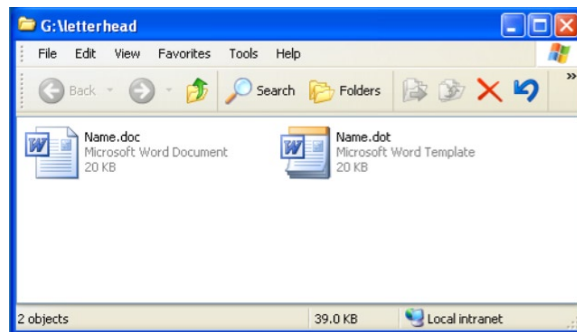 G:\letterhead
File Edit View Favorites Tools Help
Back Search Folders »
Name.doc
Microsoft Word Document
20 KB
Name.dot
Microsoft Word Template
20 KB
2 objects 39.0 KB Local intranet